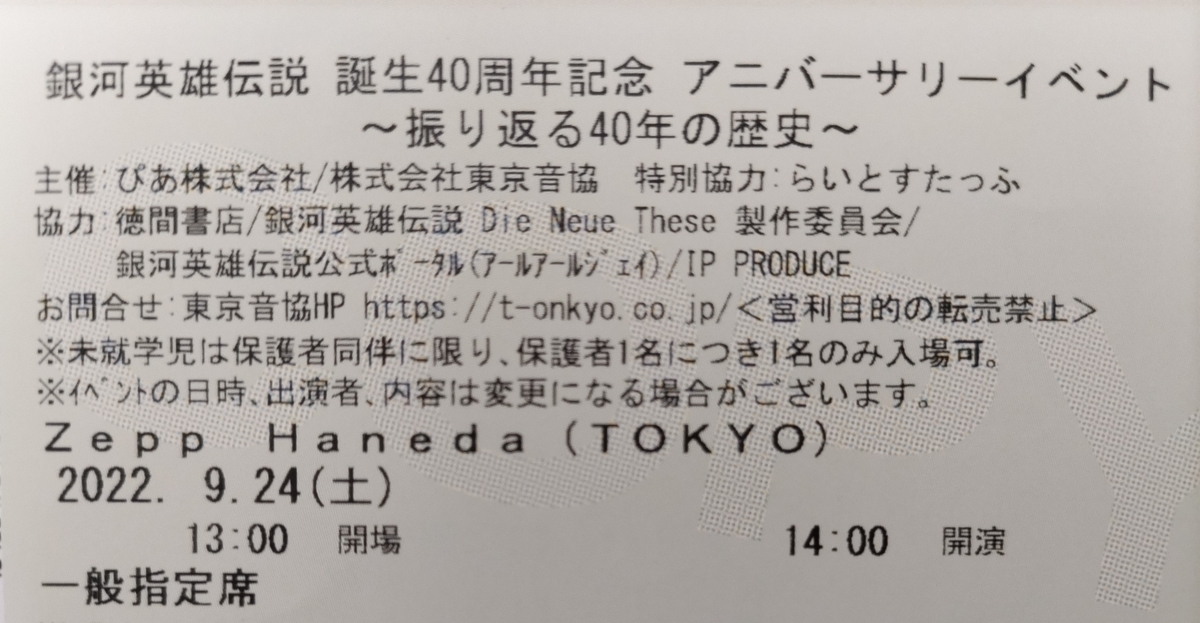 銀河英雄伝説 誕生40周年記念 アニバーサリーイベント
～振り返る40年の歴史～
主催:ぴあ株式会社/株式会社東京音協 特別協力:らいとすたっふ
協力:徳間書店/銀河英雄伝説 Die Neue These 製作委員会/
銀河英雄伝説公式ﾎﾟｰﾀﾙ(ｱｰﾙｱｰﾙｼﾞｪｲ)/IP PRODUCE
お問合せ:東京音協HP https://t-onkyo.co.jp/＜営利目的の転売禁止＞
※未就学児は保護者同伴に限り、保護者1名につき1名のみ入場可。
※ｲﾍﾞﾝﾄの日時、出演者、内容は変更になる場合がございます。
Ｚｅｐｐ　Ｈａｎｅｄａ（ＴＯＫＹＯ）
2022. 9.24(土)
13:00 開場 14:00 開演
一般指定席
COPY